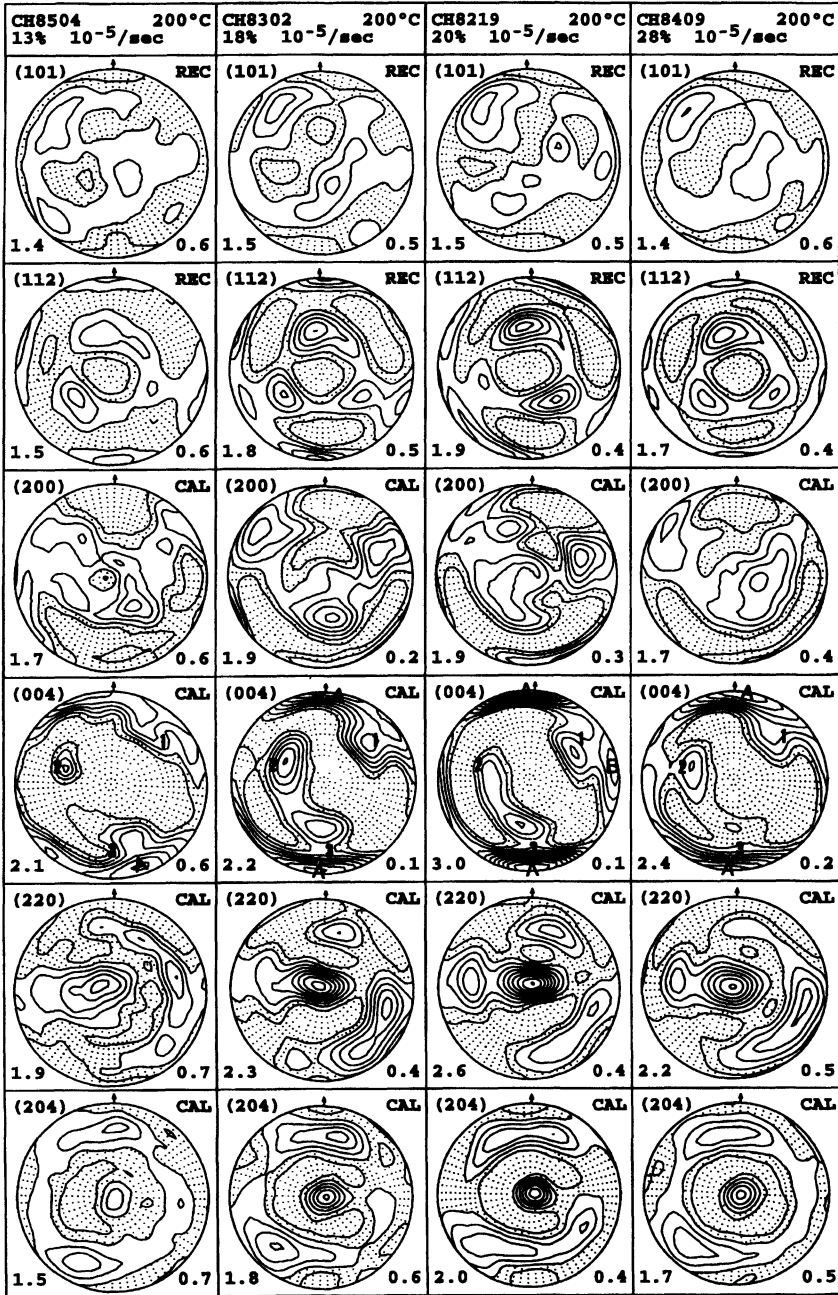 CH8504 200°C
13% 10⁻⁵/sec
CH8302 200°C
18% 10⁻⁵/sec
CH8219 200°C
20% 10⁻⁵/sec
CH8409 200°C
28% 10⁻⁵/sec
(101) REC
1.4 0.6
(101) REC
1.5 0.5
(101) REC
1.5 0.5
(101) REC
1.4 0.6
(112) REC
1.5 0.6
(112) REC
1.8 0.5
(112) REC
1.9 0.4
(112) REC
1.7 0.4
(200) CAL
1.7 0.6
(200) CAL
1.9 0.2
(200) CAL
1.9 0.3
(200) CAL
1.7 0.4
(004) CAL
1
2.1 0.6
(004) CAL
A
1
2
A
2.2 0.1
(004) CAL
A
1
B
2
A
3.0 0.1
(004) CAL
A
1
2
A
2.4 0.2
(220) CAL
1.9 0.7
(220) CAL
2.3 0.4
(220) CAL
2.6 0.4
(220) CAL
2.2 0.5
(204) CAL
1.5 0.7
(204) CAL
1.8 0.6
(204) CAL
2.0 0.4
(204) CAL
1.7 0.5